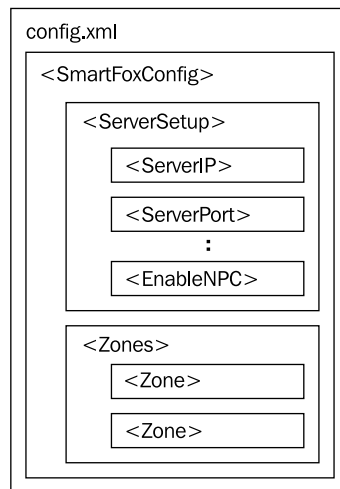 config.xml
<SmartFoxConfig>
<ServerSetup>
<ServerIP>
<ServerPort>
:
<EnableNPC>
<Zones>
<Zone>
<Zone>